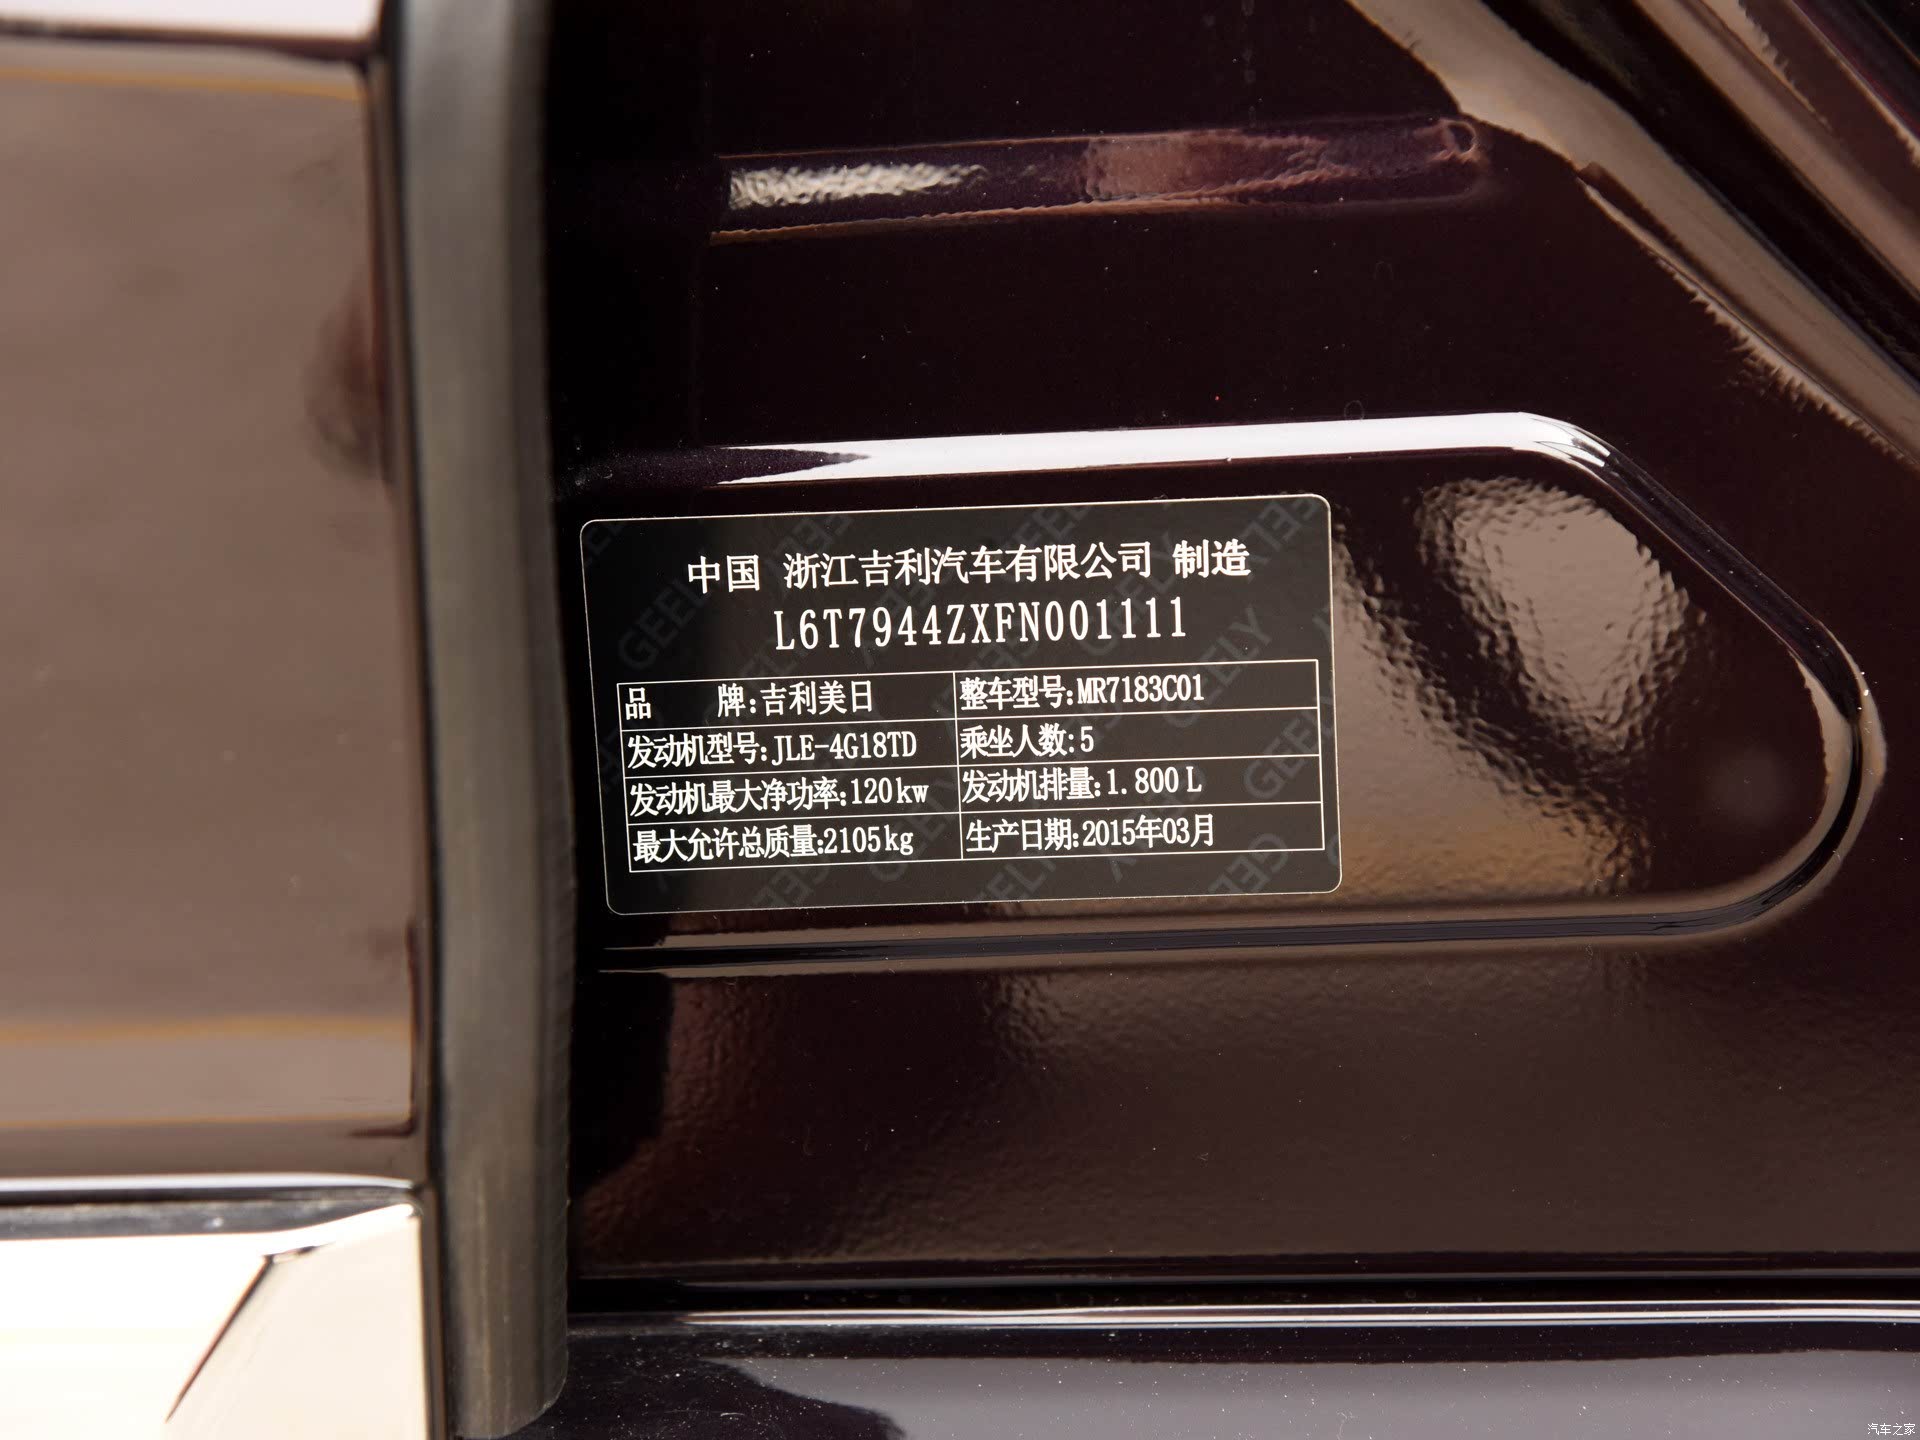 中国 浙江吉利汽车有限公司 制造
L6T7944ZXFN001111
品 牌:吉利美日 整车型号:MR7183C01
发动机型号:JLE-4G18TD 乘坐人数:5
发动机最大净功率:120kw 发动机排量:1.800L
最大允许总质量:2105kg 生产日期:2015年03月
GEELY
GEELY
GEELY
GEELY
汽车之家